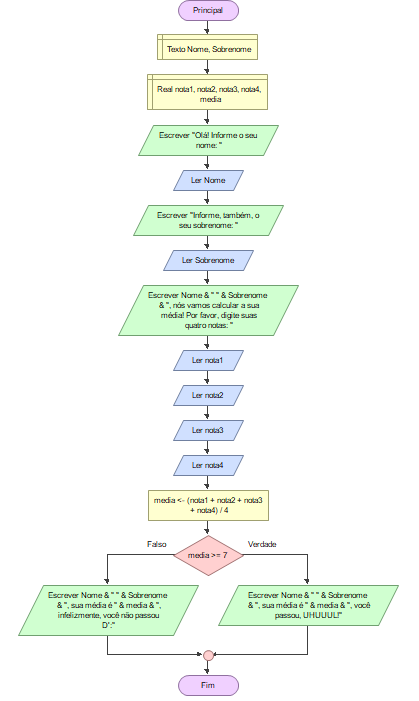 Principal
Texto Nome, Sobrenome
Real nota1, nota2, nota3, nota4,
media
Escrever "Olá! Informe o seu
nome: "
Ler Nome
Escrever "Informe, também, o
seu sobrenome: "
Ler Sobrenome
Escrever Nome & " " & Sobrenome
& ", nós vamos calcular a sua
média! Por favor, digite suas
quatro notas: "
Ler nota1
Ler nota2
Ler nota3
Ler nota4
media <- (nota1 + nota2 + nota3
+ nota4) / 4
media >= 7
Falso
Verdade
Escrever Nome & " " & Sobrenome
& ", sua média é " & media & ",
infelizmente, você não passou
D':"
Escrever Nome & " " & Sobrenome
& ", sua média é " & media & ", você
passou, UHUUUL!"
Fim